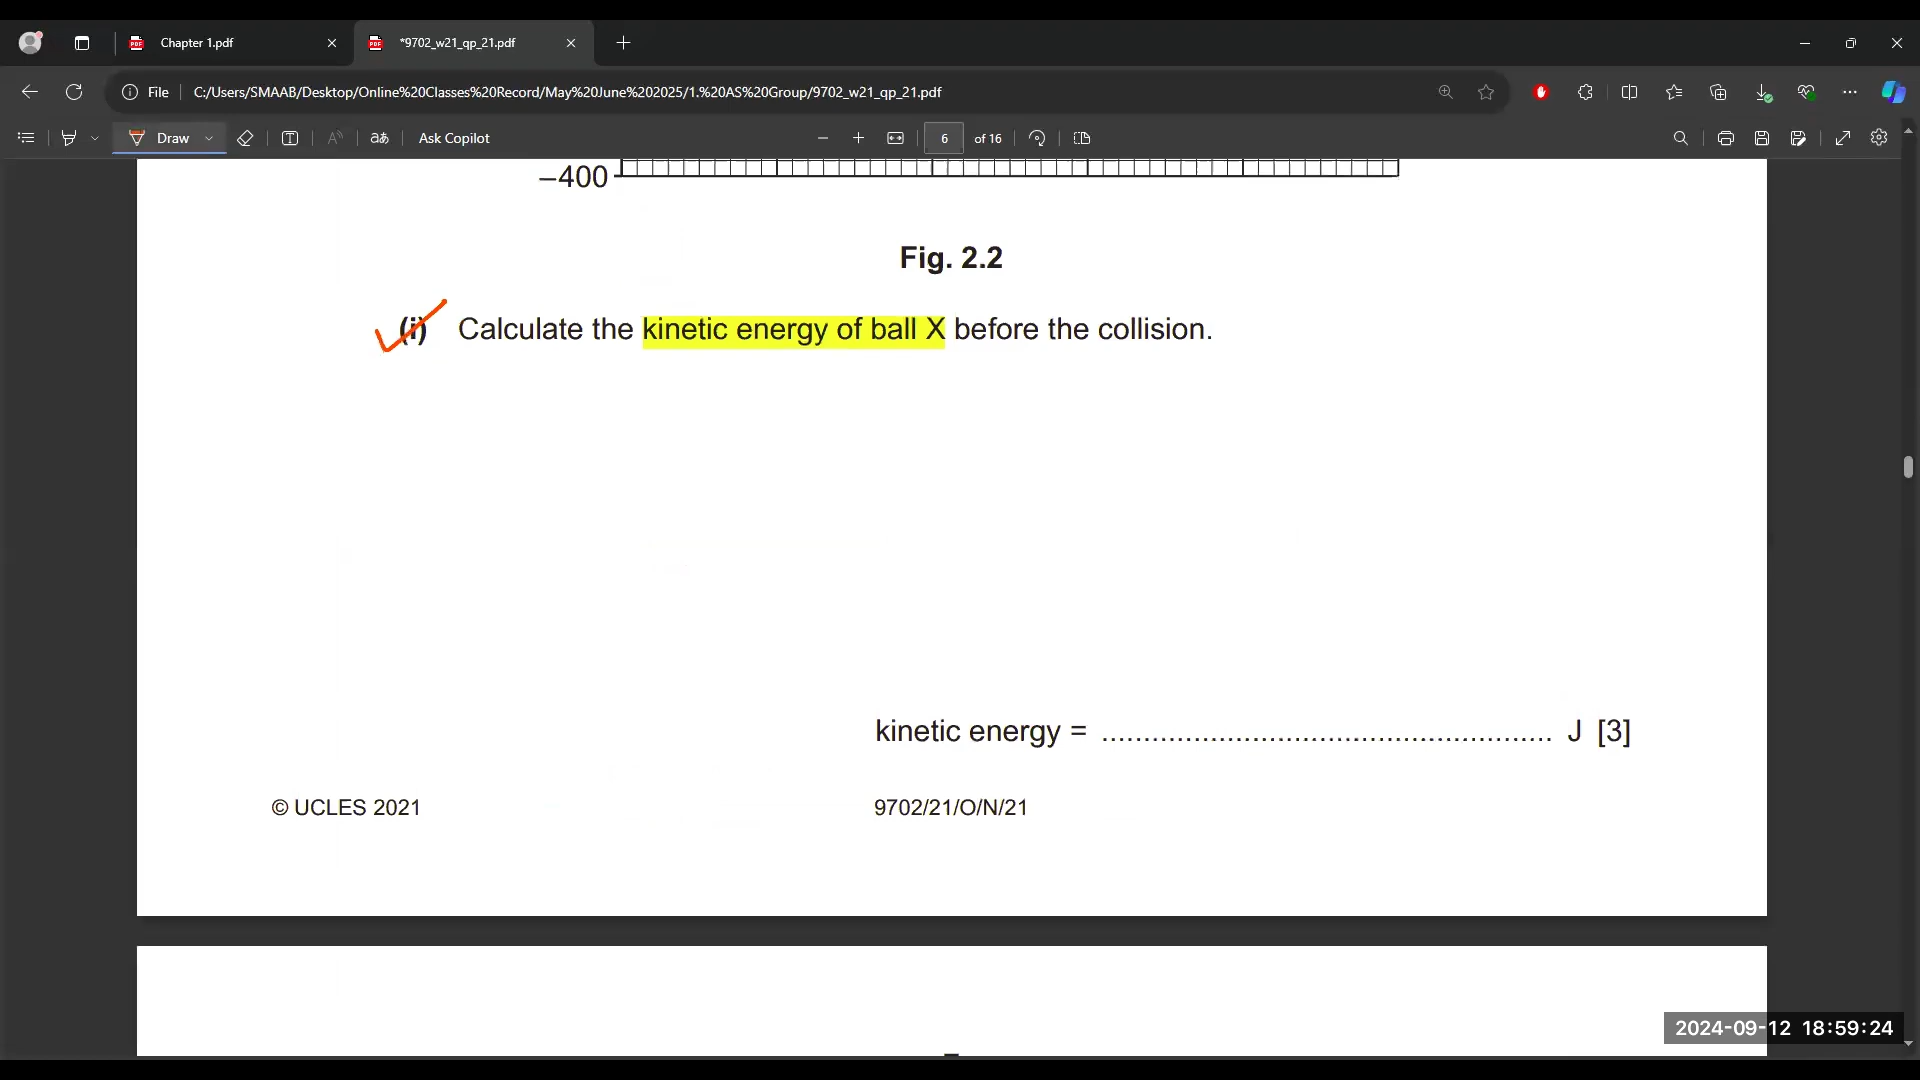 Chapter 1.pdf
*9702_w21_qp_21.pdf
File
C:/Users/SMAAB/Desktop/Online%20Classes%20Record/May%20June%202025/1.%20AS%20Group/9702_w21_qp_21.pdf
Draw
aあ
Ask Copilot
6
of 16
–400
Fig. 2.2
(i) Calculate the kinetic energy of ball X before the collision.
kinetic energy = ..................................................... J [3]
© UCLES 2021
9702/21/O/N/21
2024-09-12 18:59:24